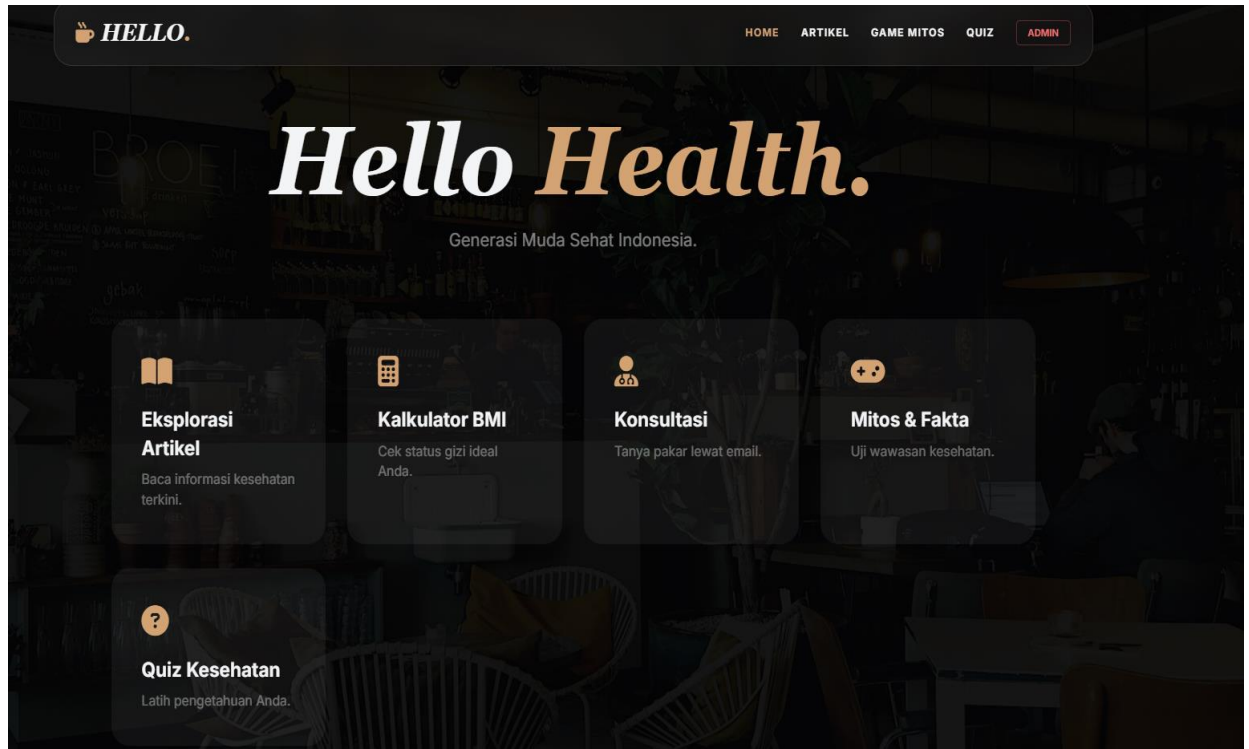 HELLO.
HOME ARTIKEL GAME MITOS QUIZ ADMIN
BROEI
Hello Health.
Generasi Muda Sehat Indonesia.
gebak
Eksplorasi
Artikel
Baca informasi kesehatan
terkini.
Kalkulator BMI
Cek status gizi ideal
Anda.
Konsultasi
Tanya pakar lewat email.
Mitos & Fakta
Uji wawasan kesehatan.
?
Quiz Kesehatan
Latih pengetahuan Anda.